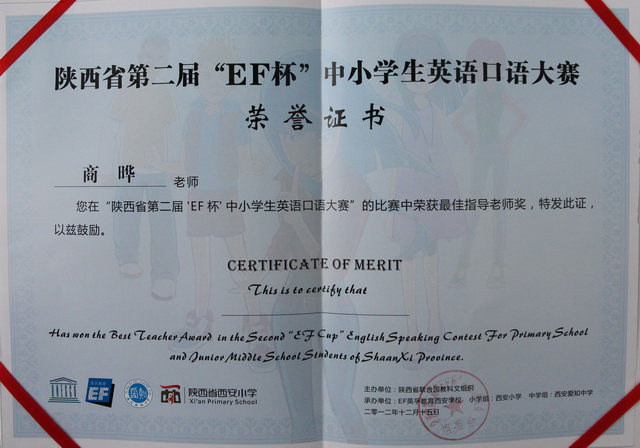 陕西省第二届“EF杯”中小学生英语口语大赛
荣誉证书
商晔 老师
您在“陕西省第二届'EF杯'中小学生英语口语大赛”的比赛中荣获最佳指导老师奖，特发此证，
以兹鼓励。
CERTIFICATE OF MERIT
This is to certify that
Has won the Best Teacher Award in the Second “EF Cup” English Speaking Contest For Primary School
and Junior Middle School Students of ShaanXi Province.
UNESCO
EF
陕西省西安小学
Xi'an Primary School
主办单位：陕西省联合国教科文组织
承办单位：EF英孚教育西安学校 小学组：西安小学 中学组：西安爱知中学
二〇一二年十二月十五日